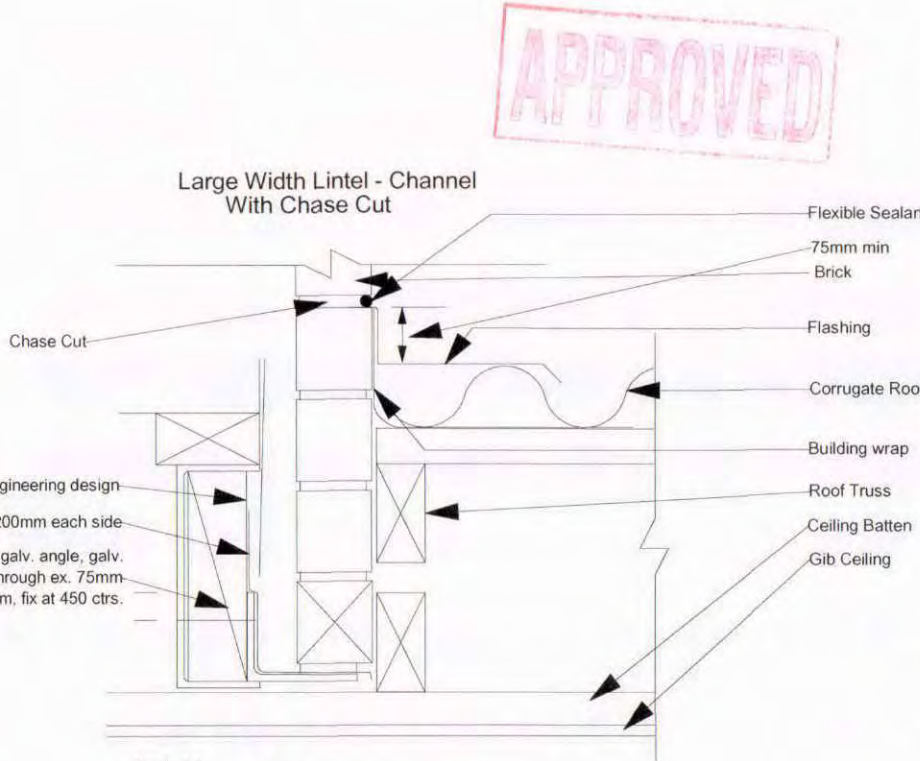 APPROVED
Large Width Lintel - Channel
With Chase Cut
Flexible Sealan
75mm min
Brick
Chase Cut
Flashing
Corrugate Roo
Building wrap
gineering design
Roof Truss
200mm each side
Ceiling Batten
galv. angle, galv.
Gib Ceiling
hrough ex. 75mm
m, fix at 450 ctrs.